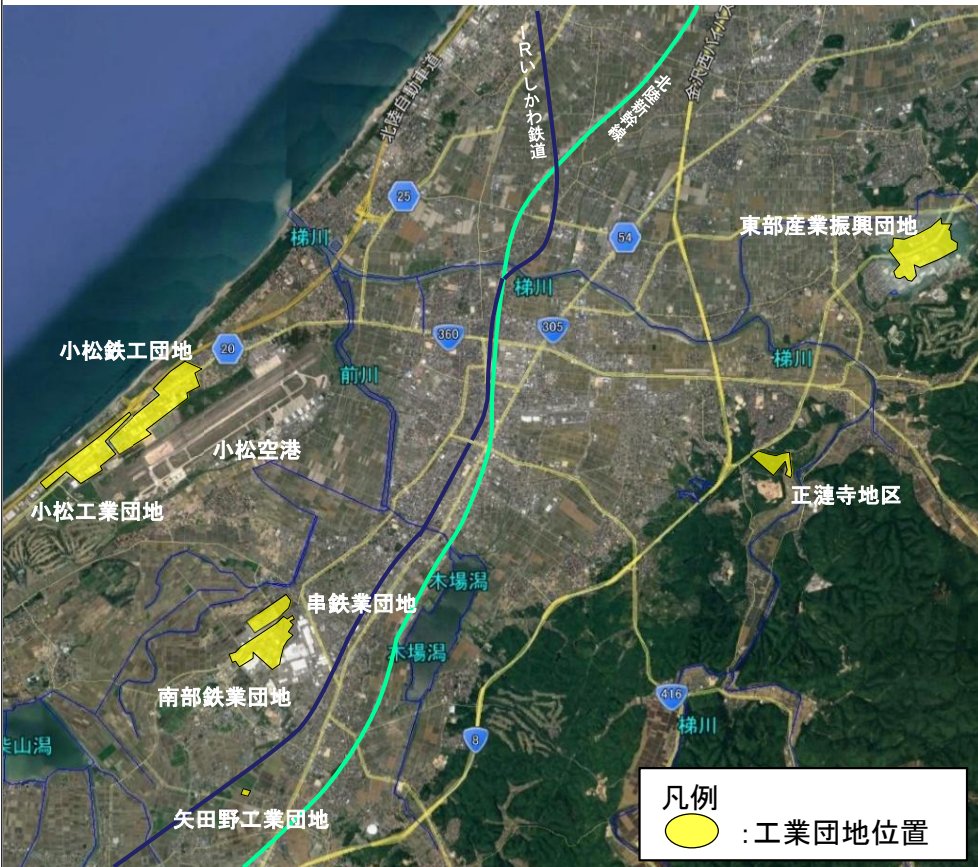 北陸自動車道
IRいしかわ鉄道
北陸新幹線
金沢西バイパス
25
54
東部産業振興団地
梯川
梯川
360
305
小松鉄工団地
20
前川
梯川
小松空港
小松工業団地
正蓮寺地区
木場潟
串鉄業団地
木場潟
南部鉄業団地
416
梯川
8
柴山潟
矢田野工業団地
凡例
:工業団地位置